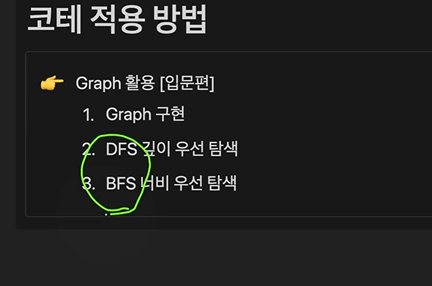 코테 적용 방법
👉 Graph 활용 [입문편]
1. Graph 구현
2. DFS 깊이 우선 탐색
3. BFS 너비 우선 탐색